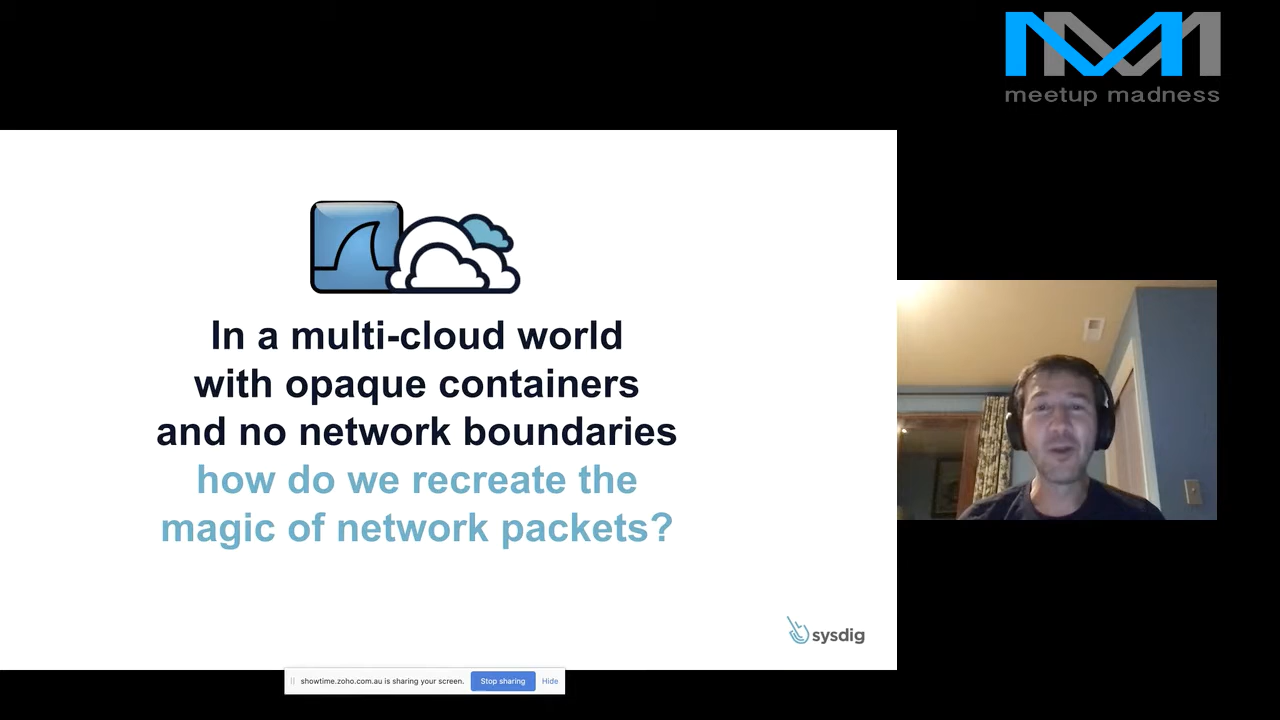 meetup madness
In a multi-cloud world
with opaque containers
and no network boundaries
how do we recreate the
magic of network packets?
sysdig
showtime.zoho.com.au is sharing your screen.
Stop sharing
Hide